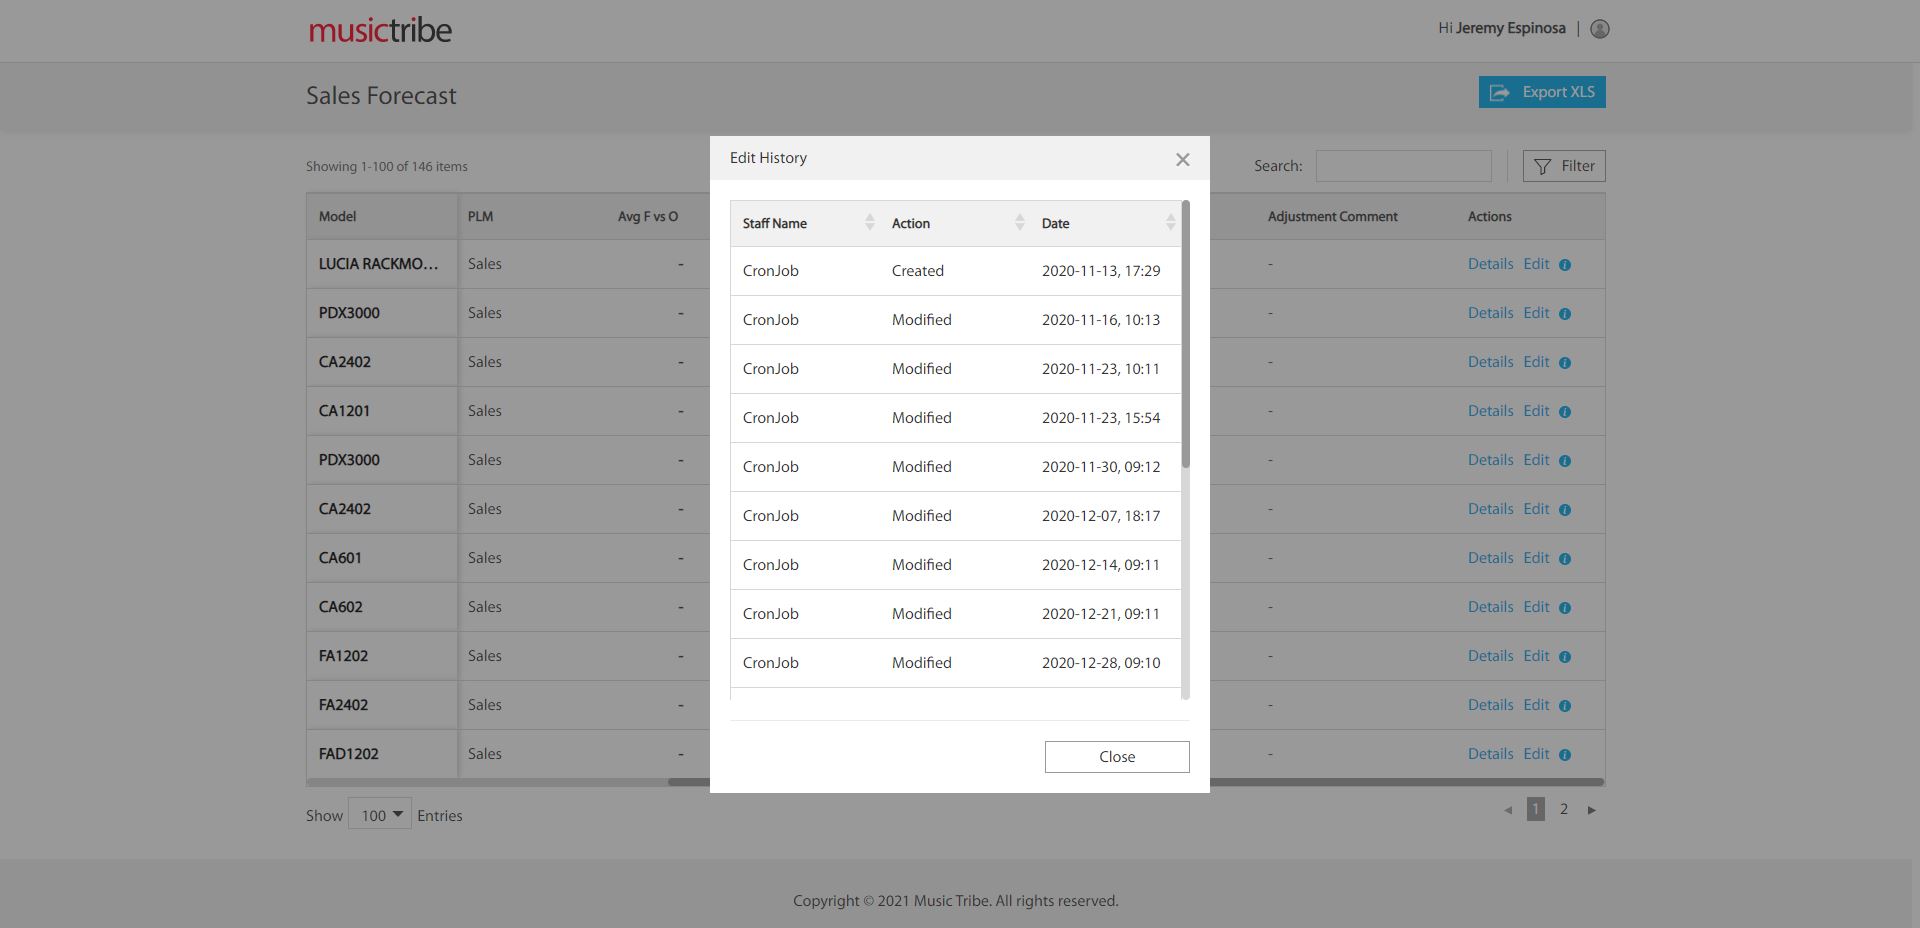 musictribe
Hi Jeremy Espinosa |
Sales Forecast
Export XLS
Showing 1-100 of 146 items
Search:
Filter
Model PLM Avg F vs O Adjustment Comment Actions
LUCIA RACKMO... Sales - - Details Edit i
PDX3000 Sales - - Details Edit i
CA2402 Sales - - Details Edit i
CA1201 Sales - - Details Edit i
PDX3000 Sales - - Details Edit i
CA2402 Sales - - Details Edit i
CA601 Sales - - Details Edit i
CA602 Sales - - Details Edit i
FA1202 Sales - - Details Edit i
FA2402 Sales - - Details Edit i
FAD1202 Sales - - Details Edit i
Edit History
Staff Name Action Date
CronJob Created 2020-11-13, 17:29
CronJob Modified 2020-11-16, 10:13
CronJob Modified 2020-11-23, 10:11
CronJob Modified 2020-11-23, 15:54
CronJob Modified 2020-11-30, 09:12
CronJob Modified 2020-12-07, 18:17
CronJob Modified 2020-12-14, 09:11
CronJob Modified 2020-12-21, 09:11
CronJob Modified 2020-12-28, 09:10
Close
Show 100 Entries
1 2
Copyright © 2021 Music Tribe. All rights reserved.